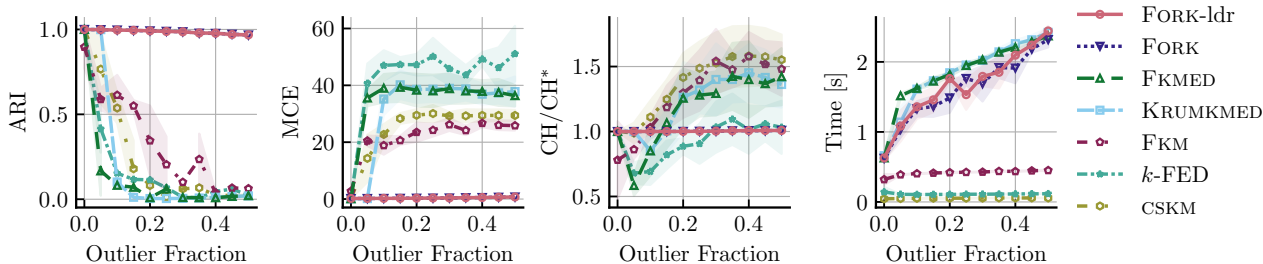 ARI
1.0
0.5
0.0
0.0
0.2
0.4
Outlier Fraction
MCE
60
40
20
0
0.0
0.2
0.4
Outlier Fraction
CH/CH*
1.5
1.0
0.5
0.0
0.2
0.4
Outlier Fraction
Time [s]
2
1
0
0.0
0.2
0.4
Outlier Fraction
FORK-ldr
FORK
FKMED
KRUMKMED
FKM
k-FED
CSKM